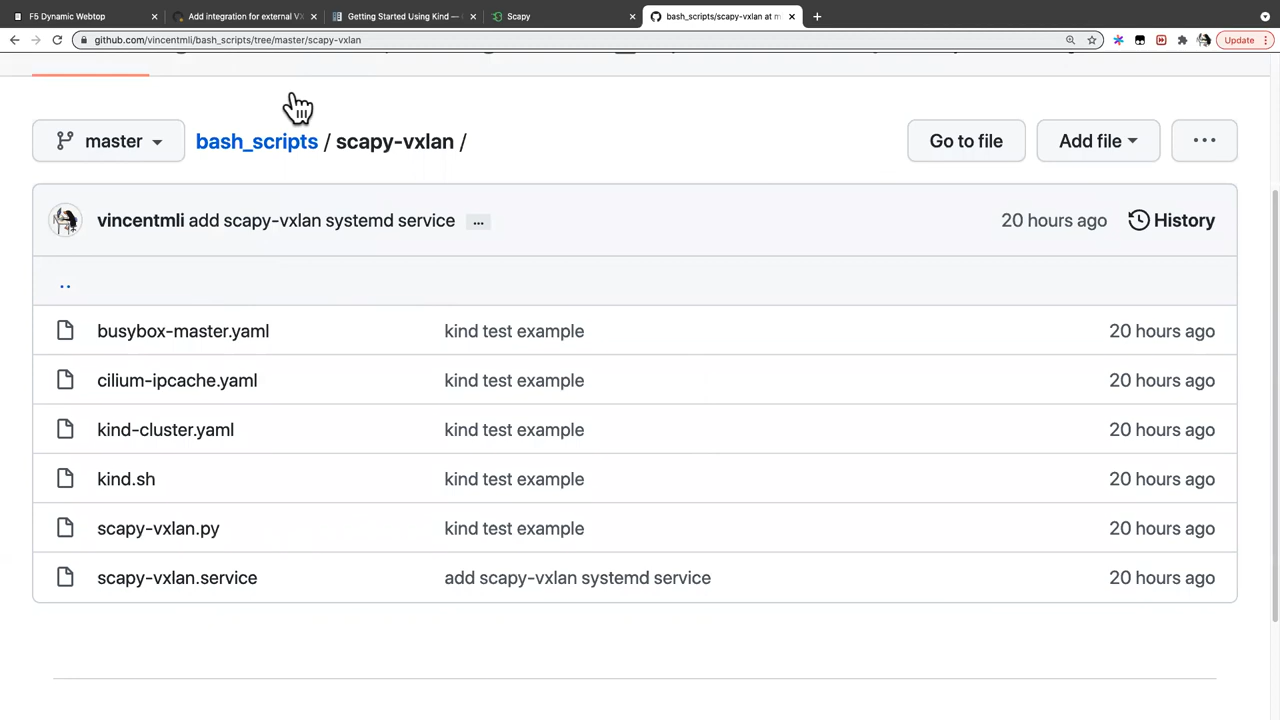 F5 Dynamic Webtop
Add integration for external VX
Getting Started Using Kind —
Scapy
bash_scripts/scapy-vxlan at m
github.com/vincentmli/bash_scripts/tree/master/scapy-vxlan
Update
master
bash_scripts / scapy-vxlan /
Go to file
Add file
vincentmli add scapy-vxlan systemd service ...
20 hours ago
History
..
busybox-master.yaml kind test example 20 hours ago
cilium-ipcache.yaml kind test example 20 hours ago
kind-cluster.yaml kind test example 20 hours ago
kind.sh kind test example 20 hours ago
scapy-vxlan.py kind test example 20 hours ago
scapy-vxlan.service add scapy-vxlan systemd service 20 hours ago